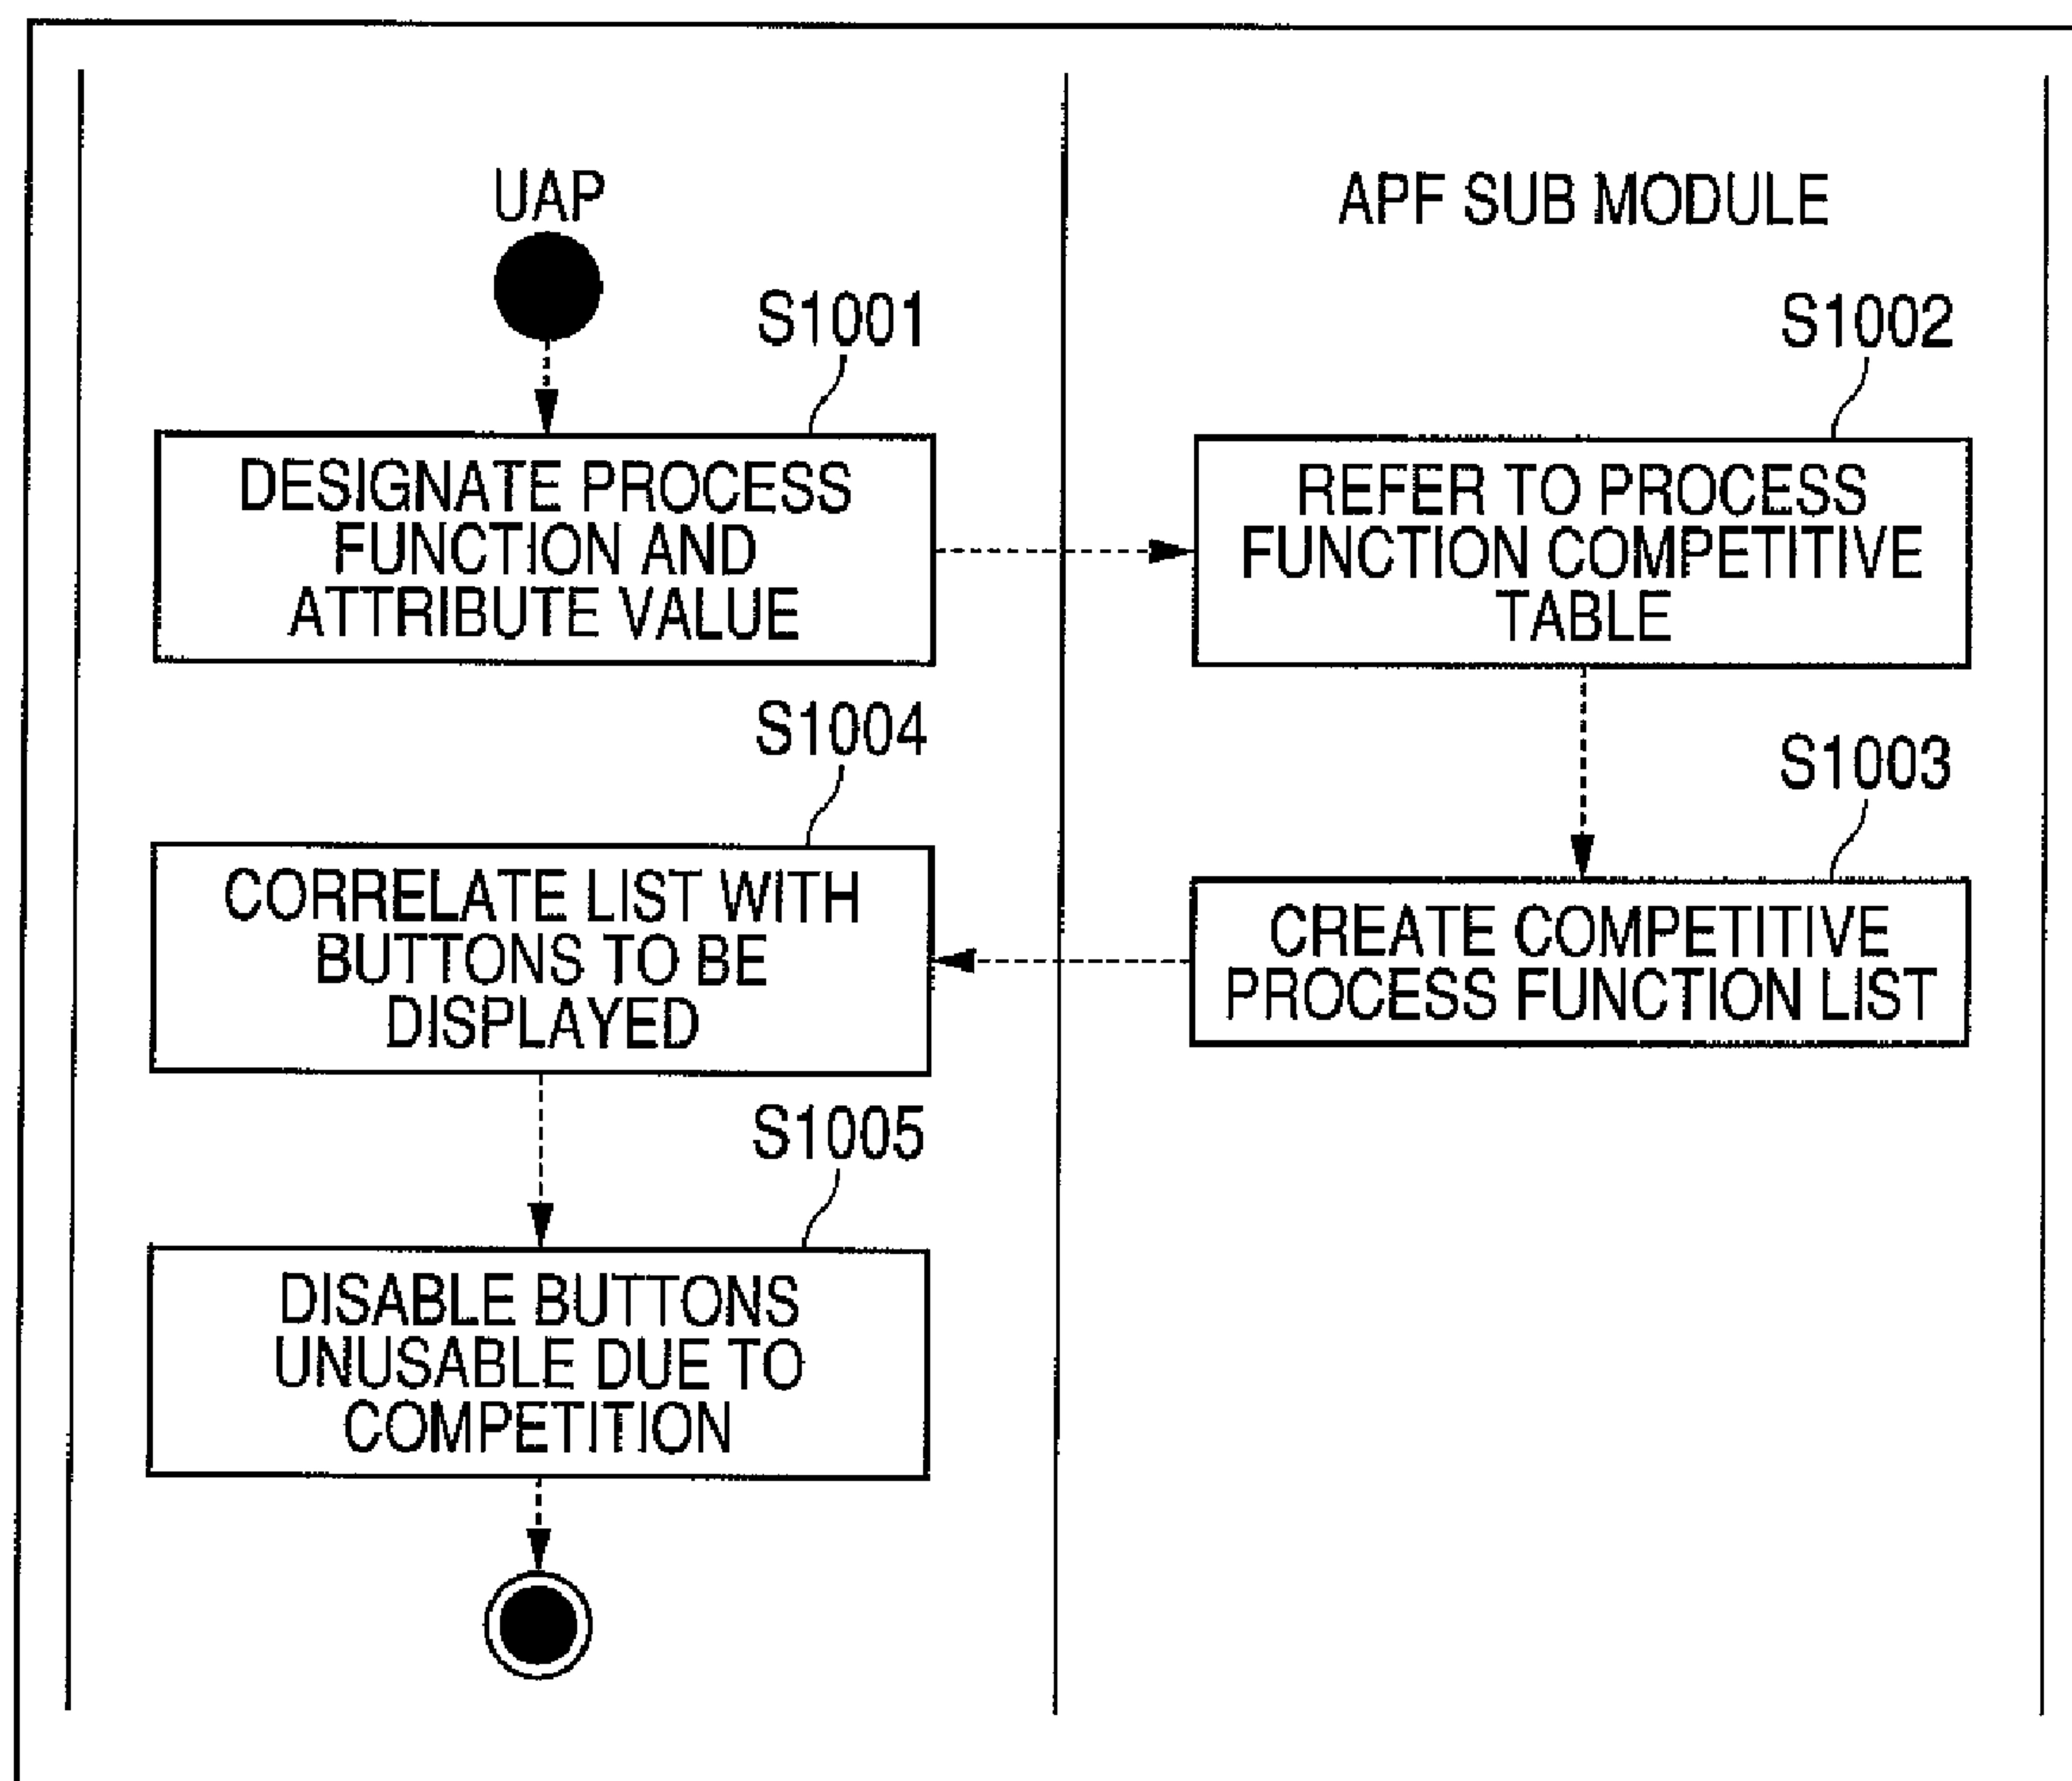 UAP
APF SUB MODULE
S1001
S1002
DESIGNATE PROCESS
FUNCTION AND
ATTRIBUTE VALUE
REFER TO PROCESS
FUNCTION COMPETITIVE
TABLE
S1004
S1003
CORRELATE LIST WITH
BUTTONS TO BE
DISPLAYED
CREATE COMPETITIVE
PROCESS FUNCTION LIST
S1005
DISABLE BUTTONS
UNUSABLE DUE TO
COMPETITION